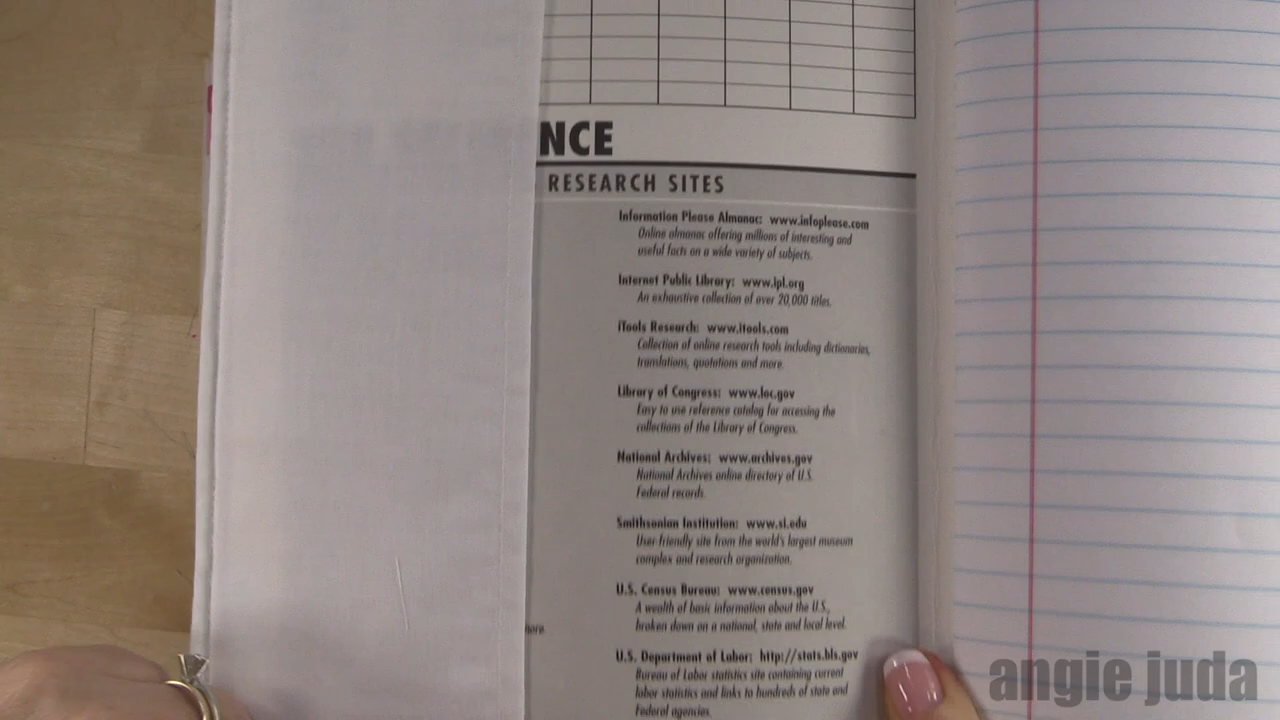 NCE
RESEARCH SITES
Information Please Almanac: www.infoplease.com
Online almanac offering millions of interesting and
useful facts on a wide variety of subjects.
Internet Public Library: www.ipl.org
An exhaustive collection of over 20,000 titles.
iTools Research: www.itools.com
Collection of online research tools including dictionaries,
translations, quotations and more.
Library of Congress: www.loc.gov
Easy to use reference catalog for accessing the
collections of the Library of Congress.
National Archives: www.archives.gov
National Archives online directory of U.S.
Federal records.
Smithsonian Institution: www.si.edu
User friendly site from the world's largest museum
complex and research organization.
U.S. Census Bureau: www.census.gov
A wealth of basic information about the U.S.,
broken down on a national, state and local level.
more.
U.S. Department of Labor: http://stats.bls.gov
Bureau of Labor statistics site containing current
labor statistics and links to hundreds of state and
Federal agencies.
angie juda